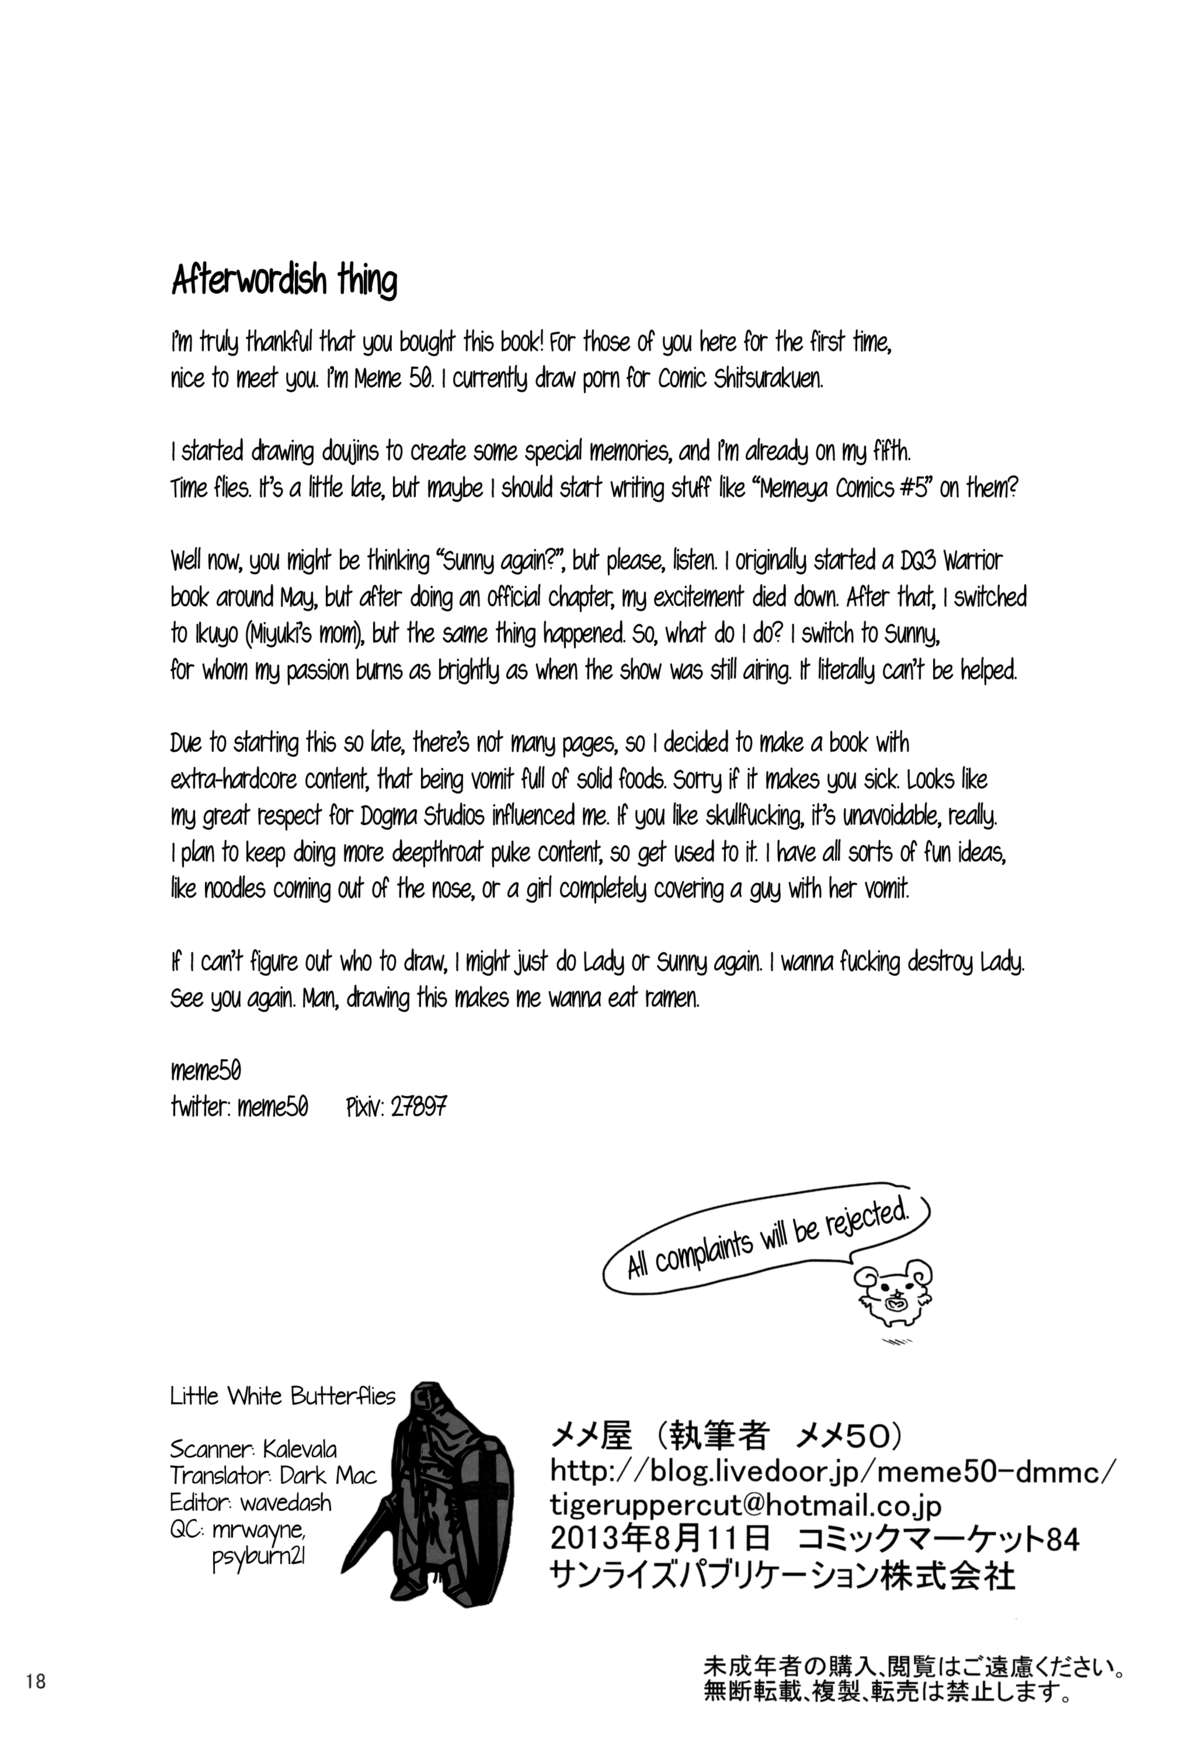 Afterwordish thing
I'm truly thankful that you bought this book! For those of you here for the first time,
nice to meet you. I'm Meme 50. I currently draw porn for Comic Shitsurakuen.
I started drawing doujins to create some special memories, and I'm already on my fifth.
Time flies. It's a little late, but maybe I should start writing stuff like “Memeya Comics #5” on them?
Well now, you might be thinking “Sunny again?”, but please, listen. I originally started a DQ3 Warrior
book around May, but after doing an official chapter, my excitement died down. After that, I switched
to Ikuyo (Miyuki's mom), but the same thing happened. So, what do I do? I switch to Sunny,
for whom my passion burns as brightly as when the show was still airing. It literally can't be helped.
Due to starting this so late, there's not many pages, so I decided to make a book with
extra-hardcore content, that being vomit full of solid foods. Sorry if it makes you sick. Looks like
my great respect for Dogma Studios influenced me. If you like skullfucking, it's unavoidable, really.
I plan to keep doing more deepthroat puke content, so get used to it. I have all sorts of fun ideas,
like noodles coming out of the nose, or a girl completely covering a guy with her vomit.
If I can't figure out who to draw, I might just do Lady or Sunny again. I wanna fucking destroy Lady.
See you again. Man, drawing this makes me wanna eat ramen.
meme50
twitter: meme50 Pixiv: 27897
All complaints will be rejected.
Little White Butterflies
Scanner: Kalevala
Translator: Dark Mac
Editor: wavedash
QC: mrwayne,
psyburn21
メメ屋 （執筆者 メメ５０）
http://blog.livedoor.jp/meme50-dmmc/
tigeruppercut@hotmail.co.jp
2013年8月11日 コミックマーケット84
サンライズパブリケーション株式会社
18
未成年者の購入、閲覧はご遠慮ください。
無断転載、複製、転売は禁止します。